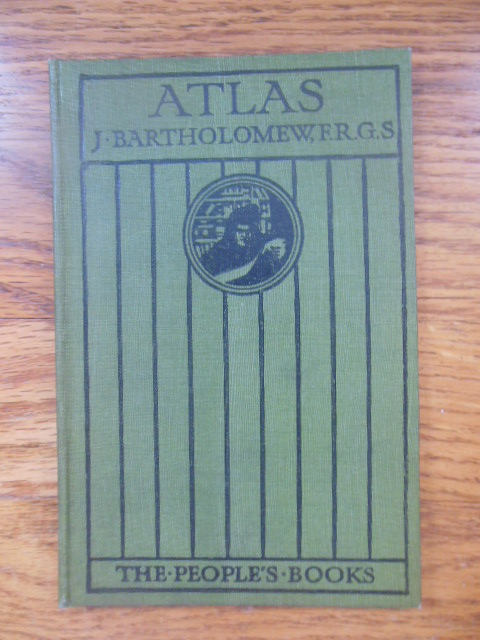 ATLAS
J·BARTHOLOMEW, F.R.G.S
THE·PEOPLE'S·BOOKS